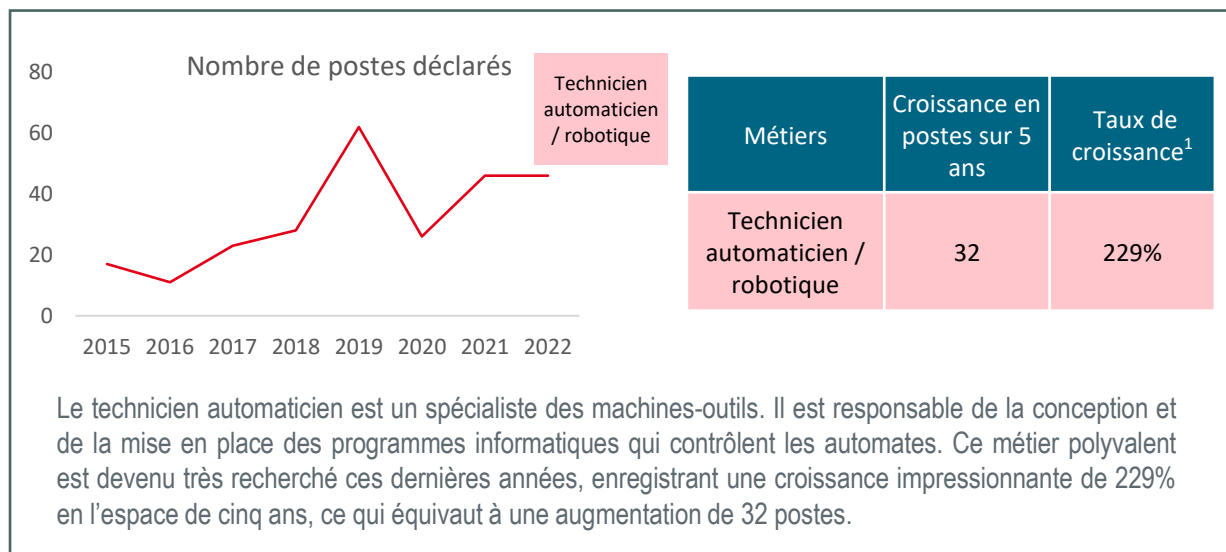 Nombre de postes déclarés
80
60
40
20
0
2015 2016 2017 2018 2019 2020 2021 2022
Technicien
automaticien
/ robotique
Métiers
Croissance en
postes sur 5
ans
Taux de
croissance¹
Technicien
automaticien /
robotique
32
229%
Le technicien automaticien est un spécialiste des machines-outils. Il est responsable de la conception et
de la mise en place des programmes informatiques qui contrôlent les automates. Ce métier polyvalent
est devenu très recherché ces dernières années, enregistrant une croissance impressionnante de 229%
en l’espace de cinq ans, ce qui équivaut à une augmentation de 32 postes.